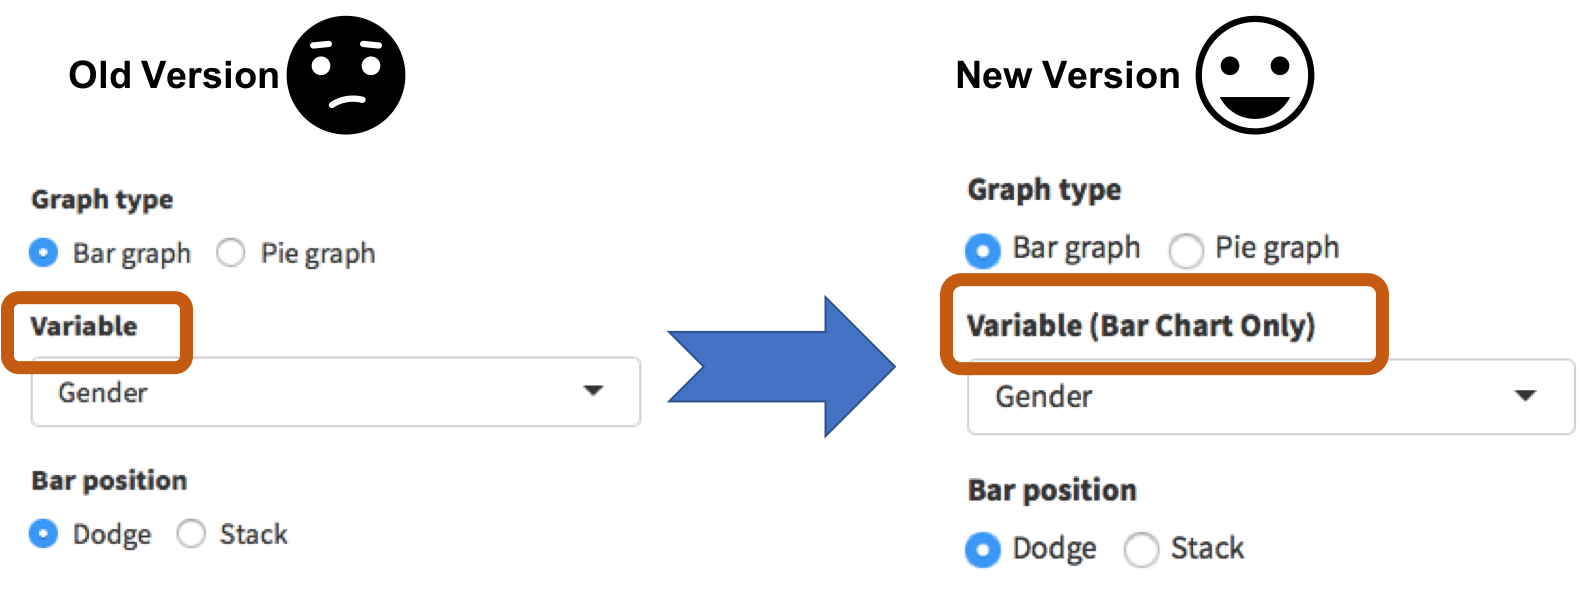 Old Version
Graph type
Bar graph Pie graph
Variable
Gender
Bar position
Dodge Stack
New Version
Graph type
Bar graph Pie graph
Variable (Bar Chart Only)
Gender
Bar position
Dodge Stack